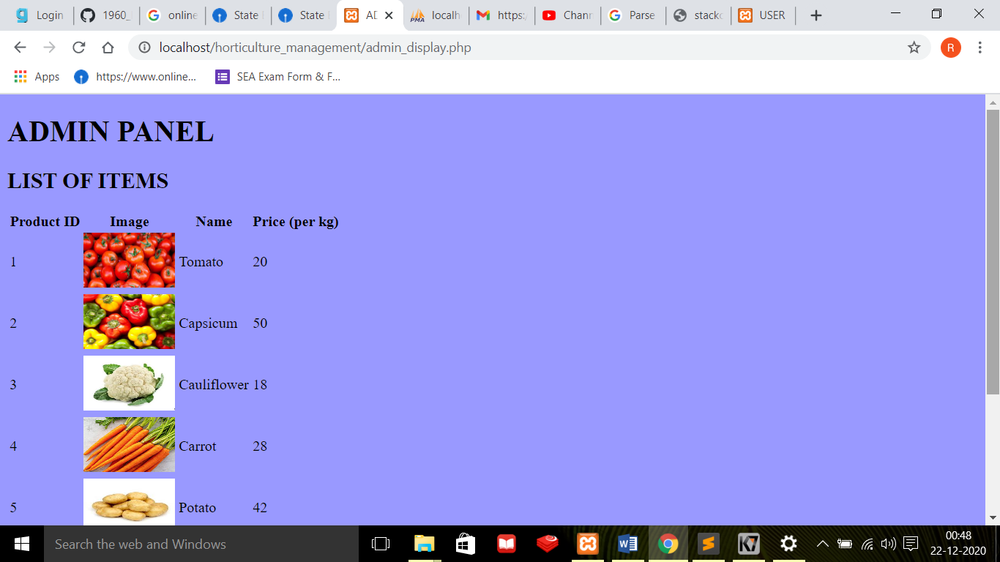 Login
1960_
online
State
State
AD
localh
https:/
Chann
Parse
stacko
USER
localhost/horticulture_management/admin_display.php
R
Apps
https://www.online...
SEA Exam Form & F...
ADMIN PANEL
LIST OF ITEMS
Product ID Image Name Price (per kg)
1 Tomato 20
2 Capsicum 50
3 Cauliflower 18
4 Carrot 28
5 Potato 42
Search the web and Windows
00:48
22-12-2020